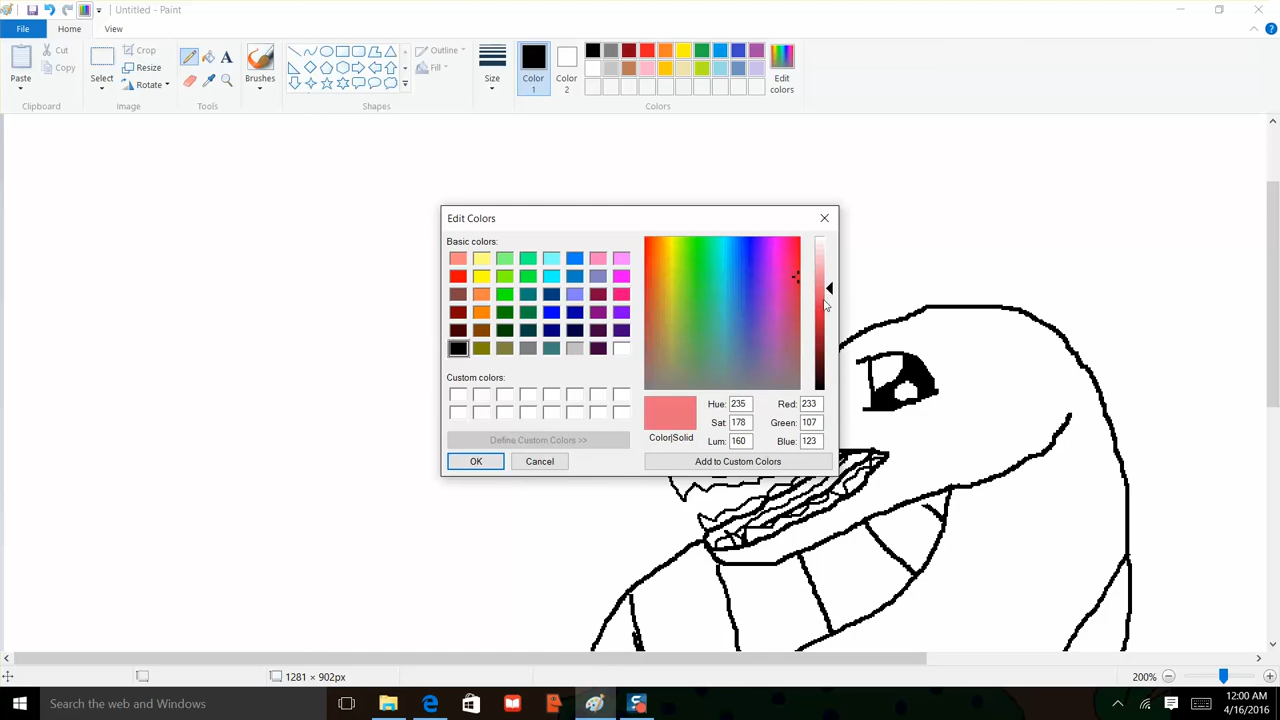 Untitled - Paint
File Home View
Paste
Cut
Copy
Clipboard
Select
Crop
Resize
Rotate
Image
A
Tools
Brushes
Outline
Fill
Shapes
Size
Color 1
Color 2
Edit colors
Colors
Edit Colors
Basic colors:
Custom colors:
Define Custom Colors >>
OK
Cancel
Color|Solid
Hue: 235
Sat: 178
Lum: 160
Red: 233
Green: 107
Blue: 123
Add to Custom Colors
1281 × 902px
200%
Search the web and Windows
12:00 AM
4/16/2016